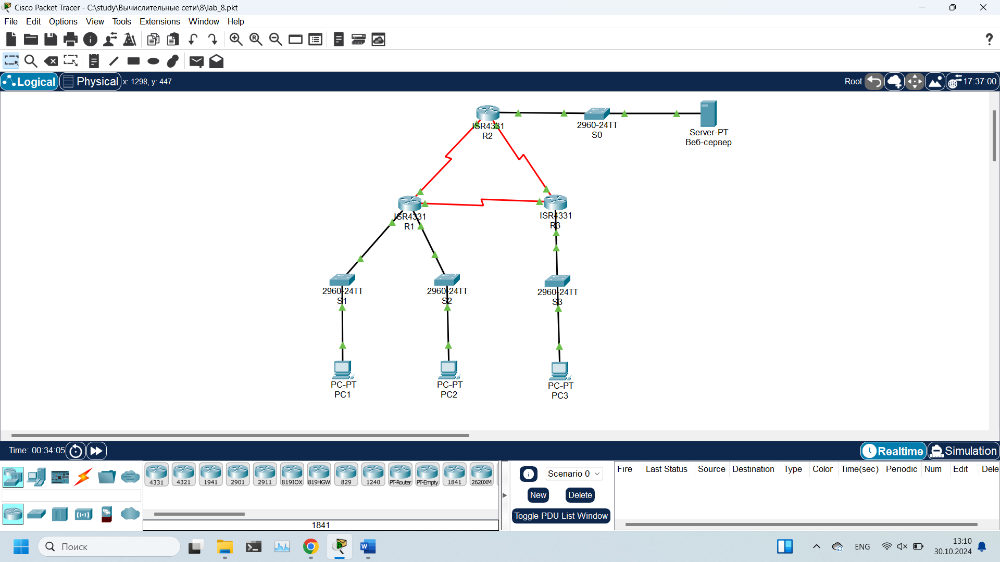 Cisco Packet Tracer - C:\study\Вычислительные сети\8\lab_8.pkt
File Edit Options View Tools Extensions Window Help
Logical Physical x: 1298, y: 447 Root 17:37:00
ISR4331
R2
2960-24TT
S0
Server-PT
Веб-сервер
ISR4331
R1
ISR4331
R3
2960-24TT
S1
2960-24TT
S2
2960-24TT
S3
PC-PT
PC1
PC-PT
PC2
PC-PT
PC3
Time: 00:34:05 Realtime Simulation
4331 4321 1941 2901 2911 819IOX 819HGW 829 1240 PT-Router PT-Empty 1841 2620XM
1841
Scenario 0
New Delete
Toggle PDU List Window
Fire Last Status Source Destination Type Color Time(sec) Periodic Num Edit Dele
Поиск
ENG
13:10
30.10.2024